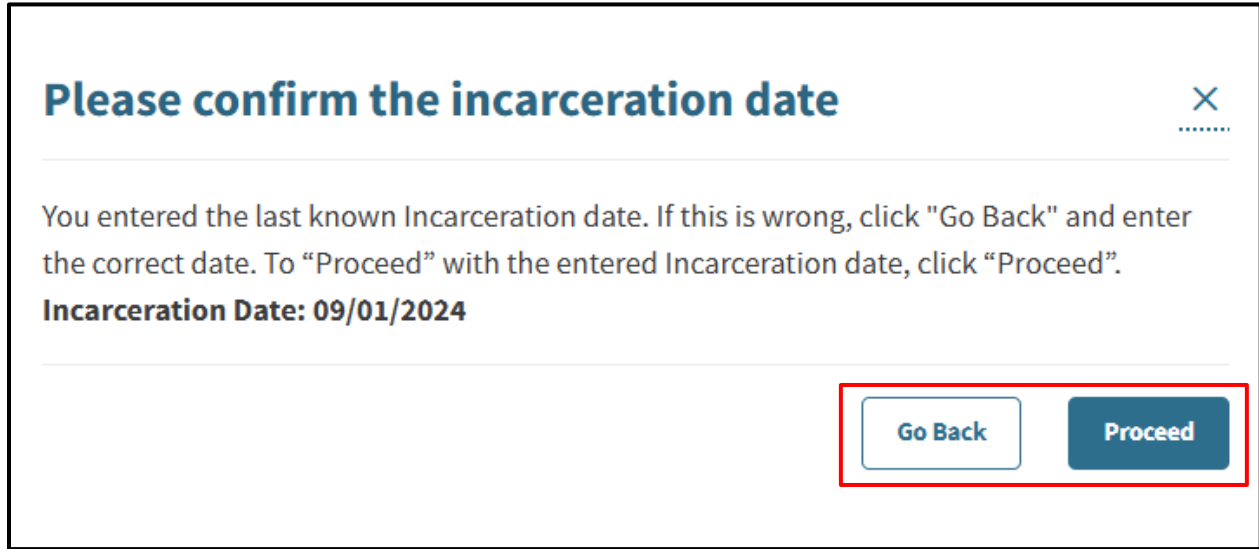 Please confirm the incarceration date
You entered the last known Incarceration date. If this is wrong, click "Go Back" and enter
the correct date. To “Proceed” with the entered Incarceration date, click “Proceed”.
Incarceration Date: 09/01/2024
Go Back
Proceed